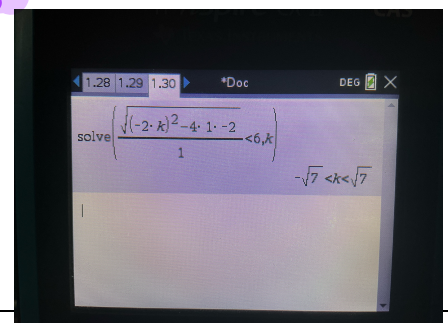 1.28 1.29 1.30 *Doc DEG
solve(√((-2·k)²-4·1·-2)/1<6,k)
-√7<k<√7